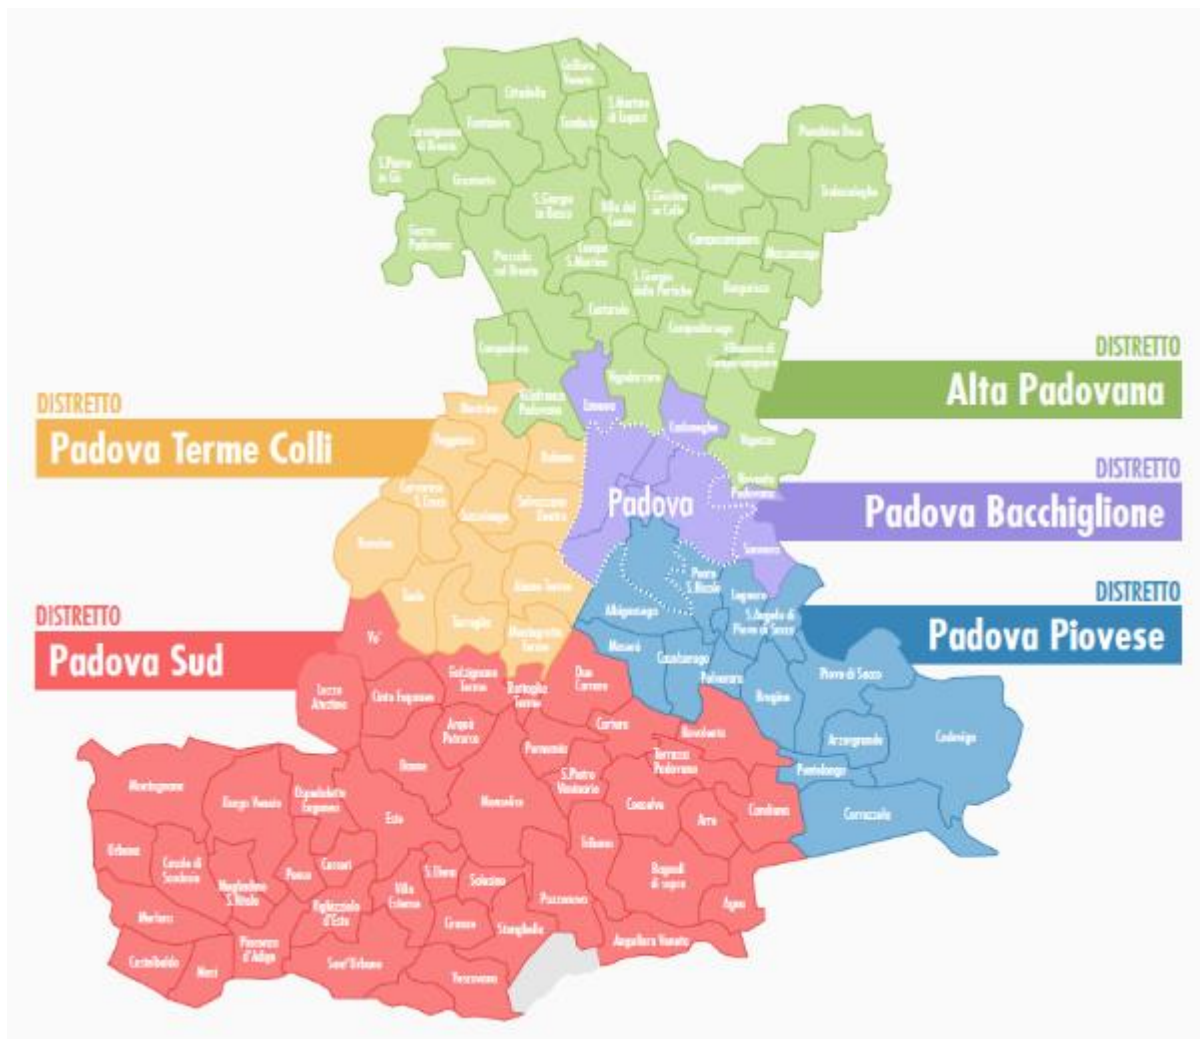 Galliera
Veneto
Cittadella
S.Martino
di Lupari
Fontaniva
Tombolo
Carmignano
di Brenta
Piombino Dese
S.Pietro
in Gù
Grantorto
Loreggia
Trebaseleghe
S.Giorgio
in Bosco
Villa del
Conte
S.Giustina
in Colle
Gazzo
Padovano
Camposampiero
Massanzago
Piazzola
sul Brenta
Campo
S.Martino
S.Giorgio
delle Pertiche
Borgoricco
Curtarolo
Campodarsego
Villanova di
Camposampiero
Campodoro
Vigodarzere
DISTRETTO
Alta Padovana
Villafranca
Padovana
Limena
Cadoneghe
Vigonza
DISTRETTO
Padova Terme Colli
Mestrino
Rubano
Noventa
Padovana
DISTRETTO
Padova Bacchiglione
Cervarese
S.Croce
Saccolongo
Selvazzano
Dentro
Padova
Saonara
Rovolon
Teolo
Abano Terme
Torreglia
Montegrotto
Terme
DISTRETTO
Padova Piovese
Ponte
S.Nicolò
Legnaro
Albignasego
S.Angelo di
Piove di Sacco
Maserà
Casalserugo
Polverara
Brugine
Piove di Sacco
Arzergrande
Codevigo
Pontelongo
Correzzola
DISTRETTO
Padova Sud
Vo'
Lozzo
Atestino
Cinto Euganeo
Galzignano
Terme
Battaglia
Terme
Due
Carrare
Arquà
Petrarca
Cartura
Bovolenta
Baone
Pernumia
Terrassa
Padovana
S.Pietro
Viminario
Montagnana
Ospedaletto
Euganeo
Este
Monselice
Conselve
Arre
Candiana
Urbana
Casale di
Scodosia
Megliadino
S.Vitale
Ponso
Carceri
Tribano
Bagnoli
di sopra
Villa
Estense
S.Elena
Solesino
Pozzonovo
Agna
Merlara
Vighizzolo
d'Este
Granze
Stanghella
Anguillara Veneta
Castelbaldo
Masi
Piacenza
d'Adige
Sant'Urbano
Vescovana